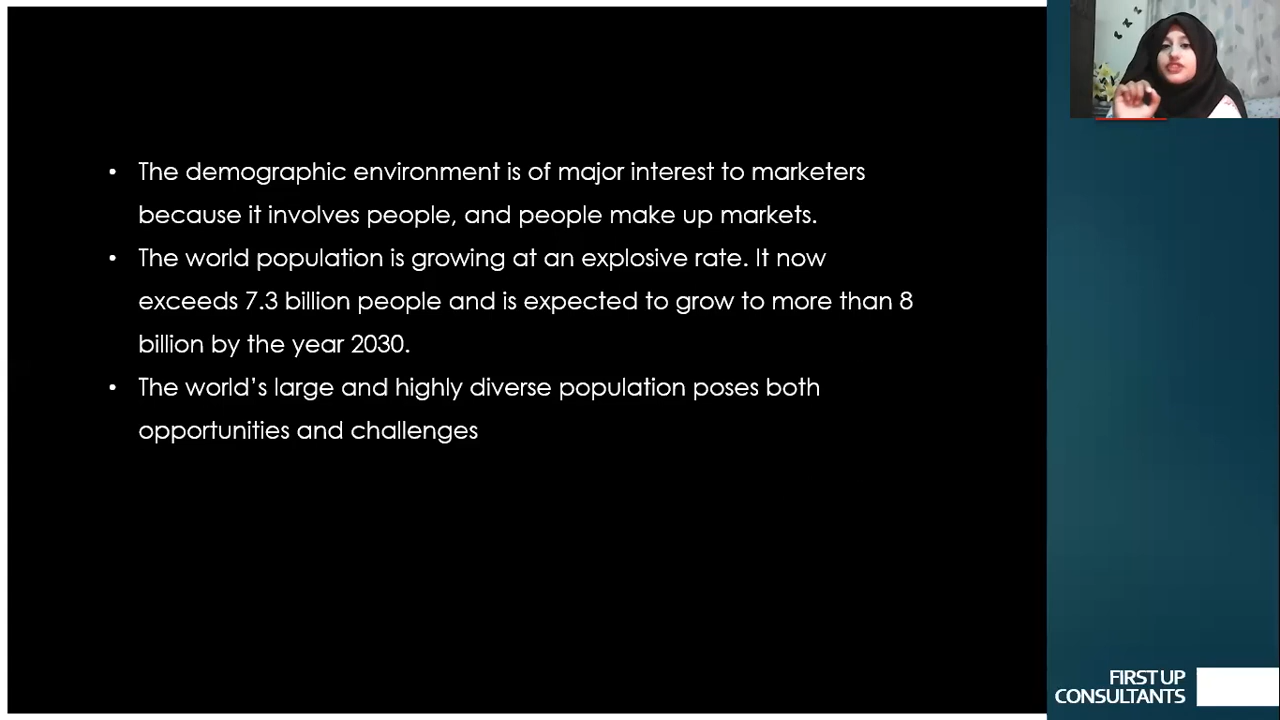 • The demographic environment is of major interest to marketers
because it involves people, and people make up markets.
• The world population is growing at an explosive rate. It now
exceeds 7.3 billion people and is expected to grow to more than 8
billion by the year 2030.
• The world's large and highly diverse population poses both
opportunities and challenges
FIRST UP
CONSULTANTS